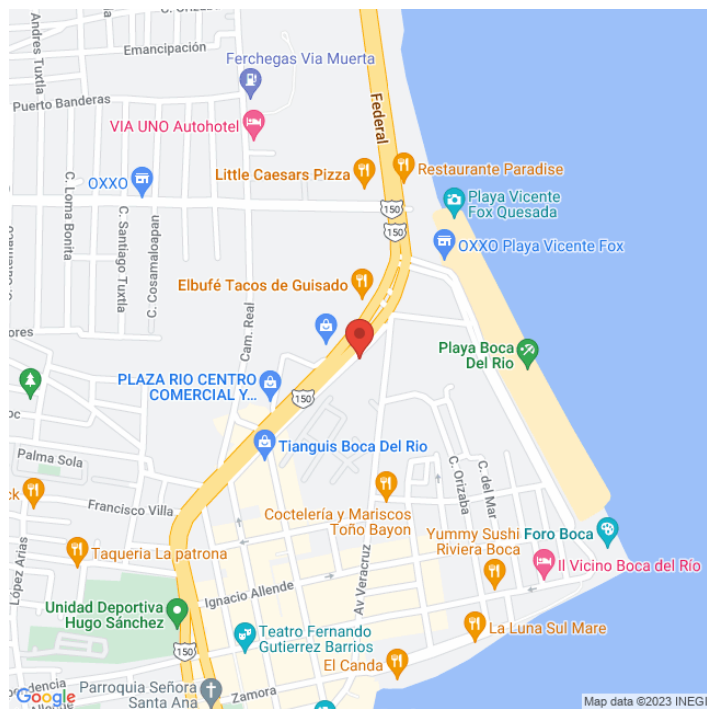 C. Orizaba
Emancipación
Andres Tuxtla
Ferchegas Via Muerta
Puerto Banderas
VIA UNO Autohotel
Federal
Little Caesars Pizza
Restaurante Paradise
OXXO
C. Loma Bonita
C. Santiago Tuxtla
C. Cosamaloapan
150
150
Playa Vicente
Fox Quesada
OXXO Playa Vicente Fox
Elbufé Tacos de Guisado
Cam. Real
Playa Boca
Del Rio
PLAZA RIO CENTRO
COMERCIAL Y...
150
Tianguis Boca Del Rio
Palma Sola
C. Orizaba
C. del Mar
Francisco Villa
Coctelería y Mariscos
Toño Bayon
Taqueria La patrona
López Arias
Yummy Sushi
Riviera Boca
Foro Boca
Il Vicino Boca del Río
Av Veracruz
Ignacio Allende
Unidad Deportiva
Hugo Sánchez
Teatro Fernando
Gutierrez Barrios
La Luna Sul Mare
150
El Canda
Parroquia Señora
Santa Ana
Zamora
Google
Map data ©2023 INEGI